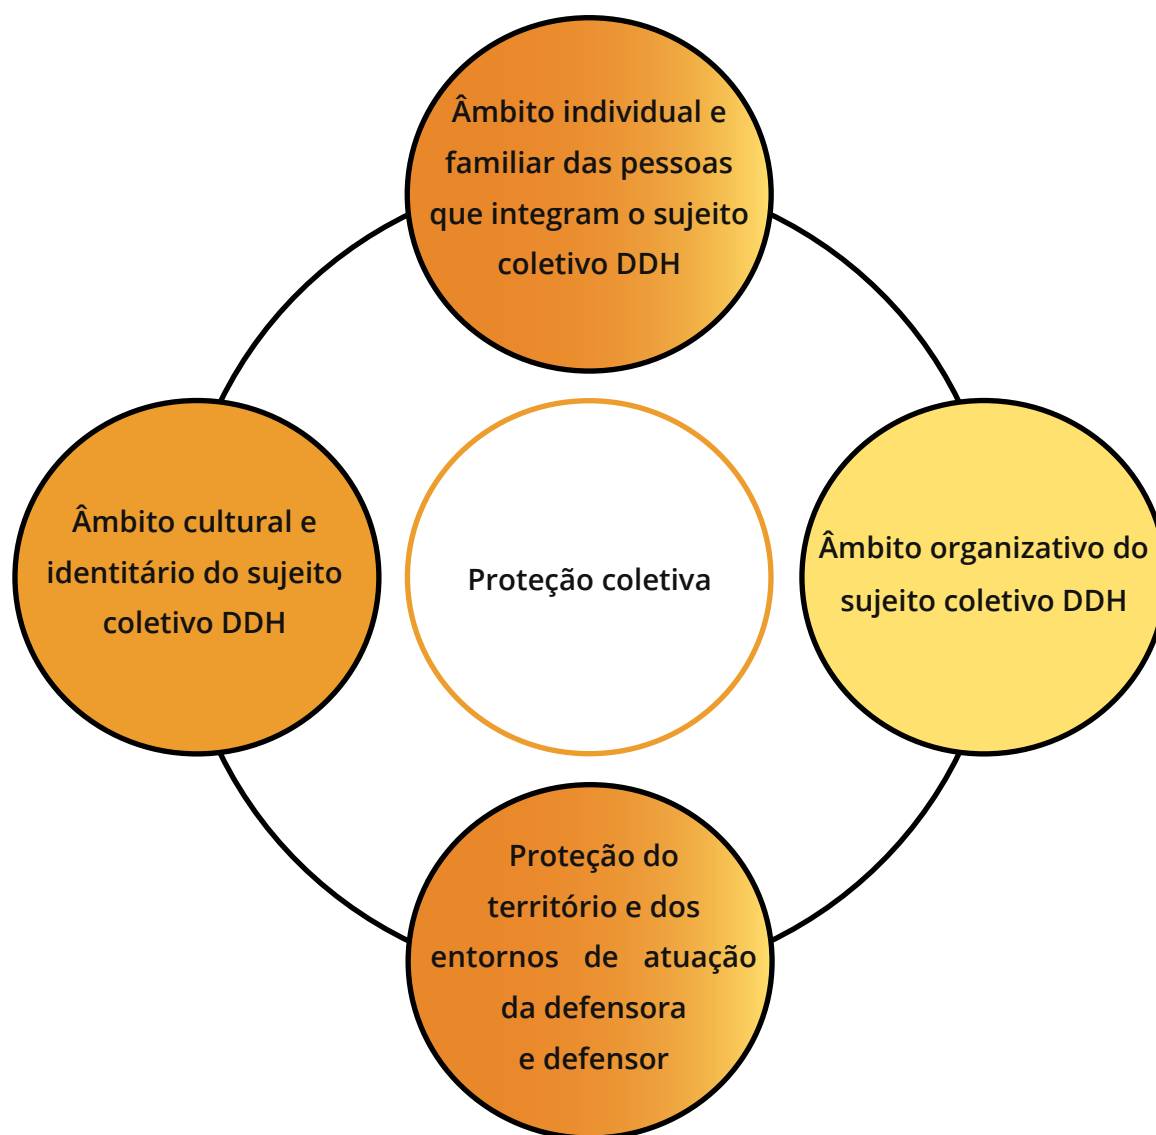 Âmbito individual e
familiar das pessoas
que integram o sujeito
coletivo DDH
Âmbito cultural e
identitário do sujeito
coletivo DDH
Proteção coletiva
Âmbito organizativo do
sujeito coletivo DDH
Proteção do
território e dos
entornos de atuação
da defensora
e defensor